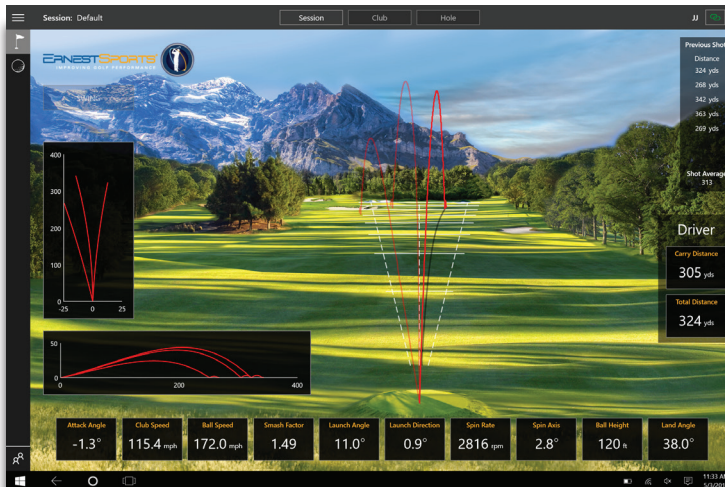 Session: Default
Session
Club
Hole
JJ
ERNEST SPORTS
IMPROVING GOLF PERFORMANCE
Previous Shot
Distance
324 yds
268 yds
342 yds
363 yds
269 yds
Shot Average
313
Driver
Carry Distance
305 yds
Total Distance
324 yds
400
300
200
100
0
-25 0 25
50
0
0 200 400
Attack Angle
-1.3°
Club Speed
115.4 mph
Ball Speed
172.0 mph
Smash Factor
1.49
Launch Angle
11.0°
Launch Direction
0.9°
Spin Rate
2816 rpm
Spin Axis
2.8°
Ball Height
120 ft
Land Angle
38.0°
11:33 AM